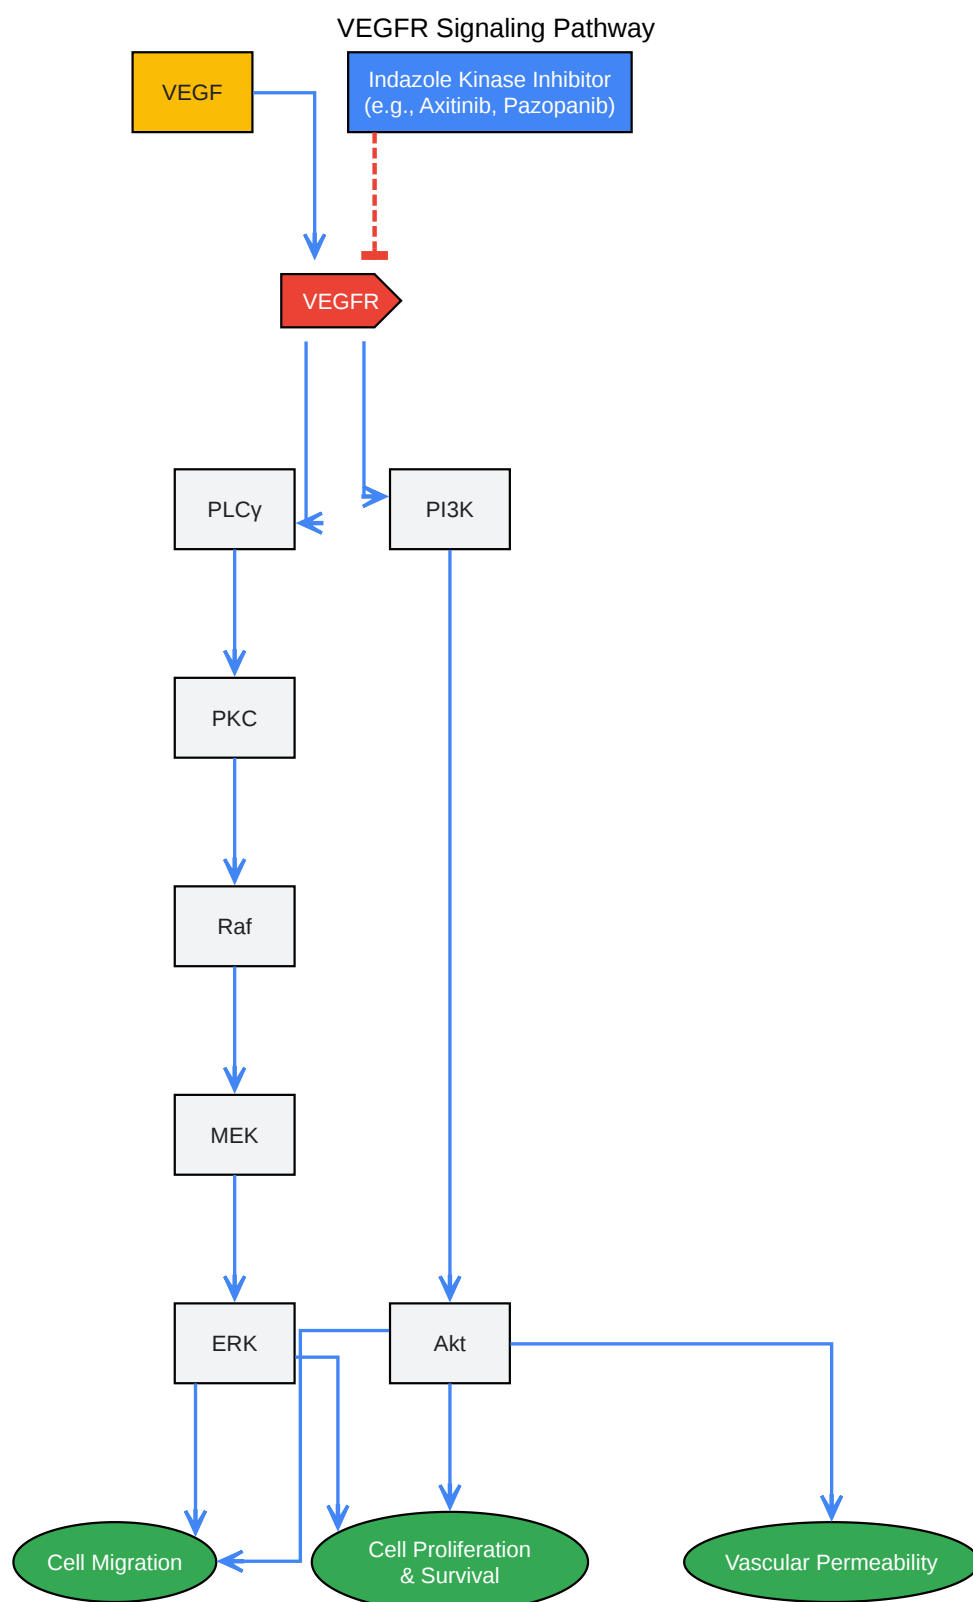 VEGFR Signaling Pathway
VEGF
Indazole Kinase Inhibitor
(e.g., Axitinib, Pazopanib)
VEGFR
PLCγ
PI3K
PKC
Raf
MEK
ERK
Akt
Cell Migration
Cell Proliferation
& Survival
Vascular Permeability